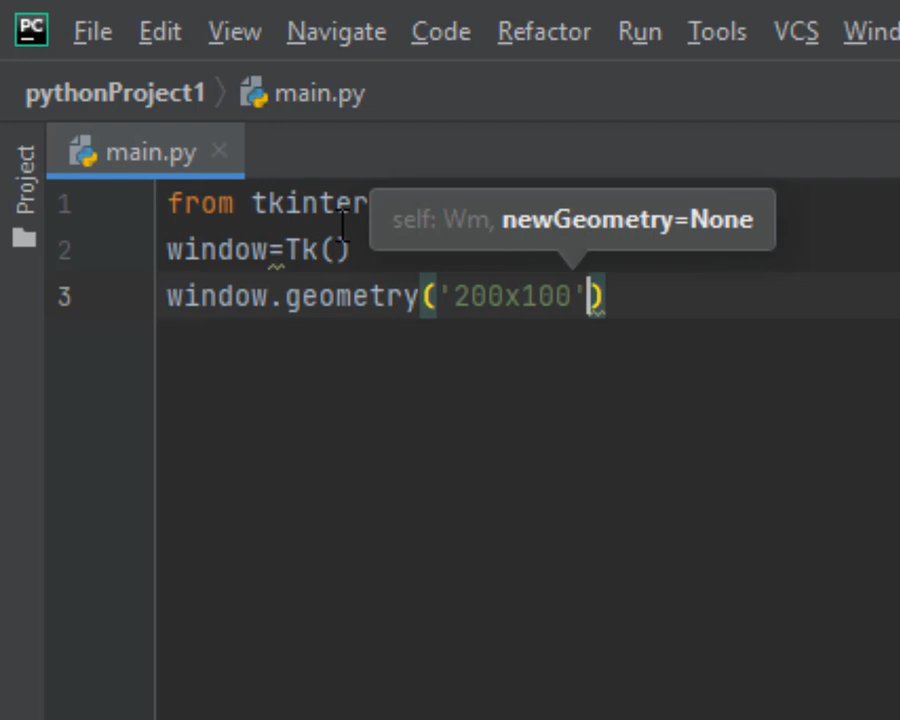 PC File Edit View Navigate Code Refactor Run Tools VCS Wind
pythonProject1 main.py
main.py
Project
1 from tkinter
self: Wm, newGeometry=None
2 window=Tk()
3 window.geometry('200x100')